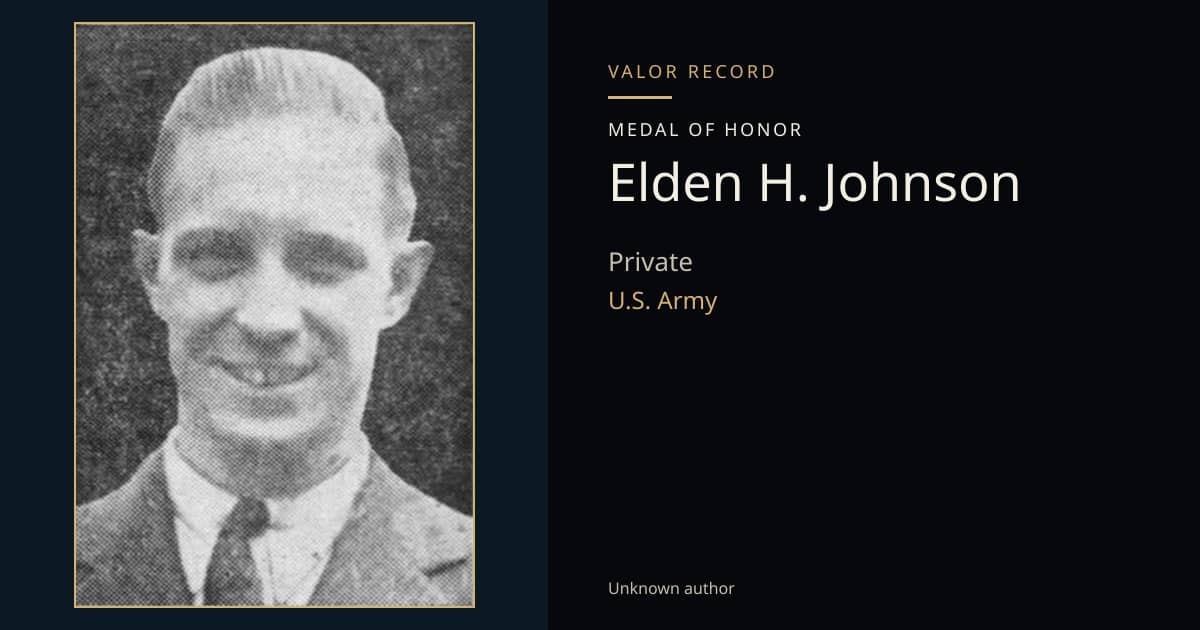 VALOR RECORD
MEDAL OF HONOR
Elden H. Johnson
Private
U.S. Army
Unknown author